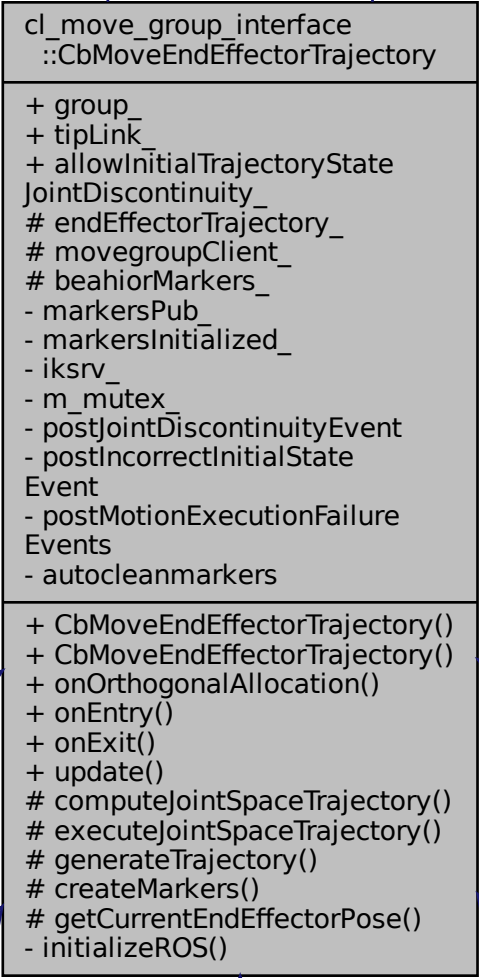 cl_move_group_interface
::CbMoveEndEffectorTrajectory
+ group_
+ tipLink_
+ allowInitialTrajectoryState
JointDiscontinuity_
# endEffectorTrajectory_
# movegroupClient_
# beahiorMarkers_
- markersPub_
- markersInitialized_
- iksrv_
- m_mutex_
- postJointDiscontinuityEvent
- postIncorrectInitialState
Event
- postMotionExecutionFailure
Events
- autocleanmarkers
+ CbMoveEndEffectorTrajectory()
+ CbMoveEndEffectorTrajectory()
+ onOrthogonalAllocation()
+ onEntry()
+ onExit()
+ update()
# computeJointSpaceTrajectory()
# executeJointSpaceTrajectory()
# generateTrajectory()
# createMarkers()
# getCurrentEndEffectorPose()
- initializeROS()